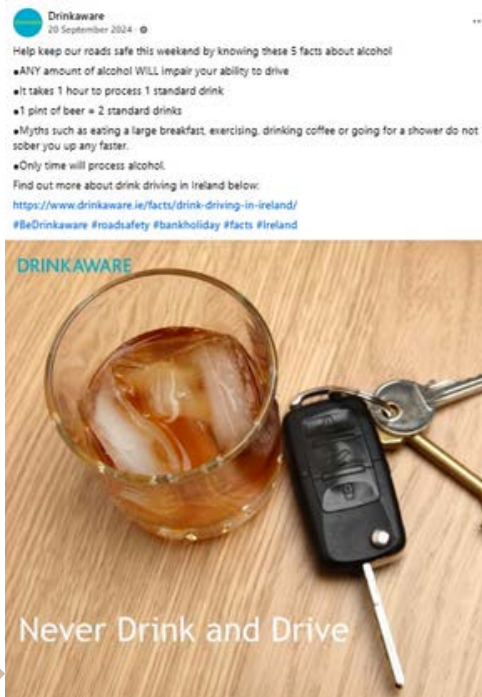 Drinkaware
20 September 2024 ·
Help keep our roads safe this weekend by knowing these 5 facts about alcohol
●ANY amount of alcohol WILL impair your ability to drive
●It takes 1 hour to process 1 standard drink
●1 pint of beer = 2 standard drinks
●Myths such as eating a large breakfast, exercising, drinking coffee or going for a shower do not
sober you up any faster.
●Only time will process alcohol.
Find out more about drink driving in Ireland below:
https://www.drinkaware.ie/facts/drink-driving-in-ireland/
#BeDrinkaware #roadsafety #bankholiday #facts #Ireland
DRINKAWARE
Never Drink and Drive